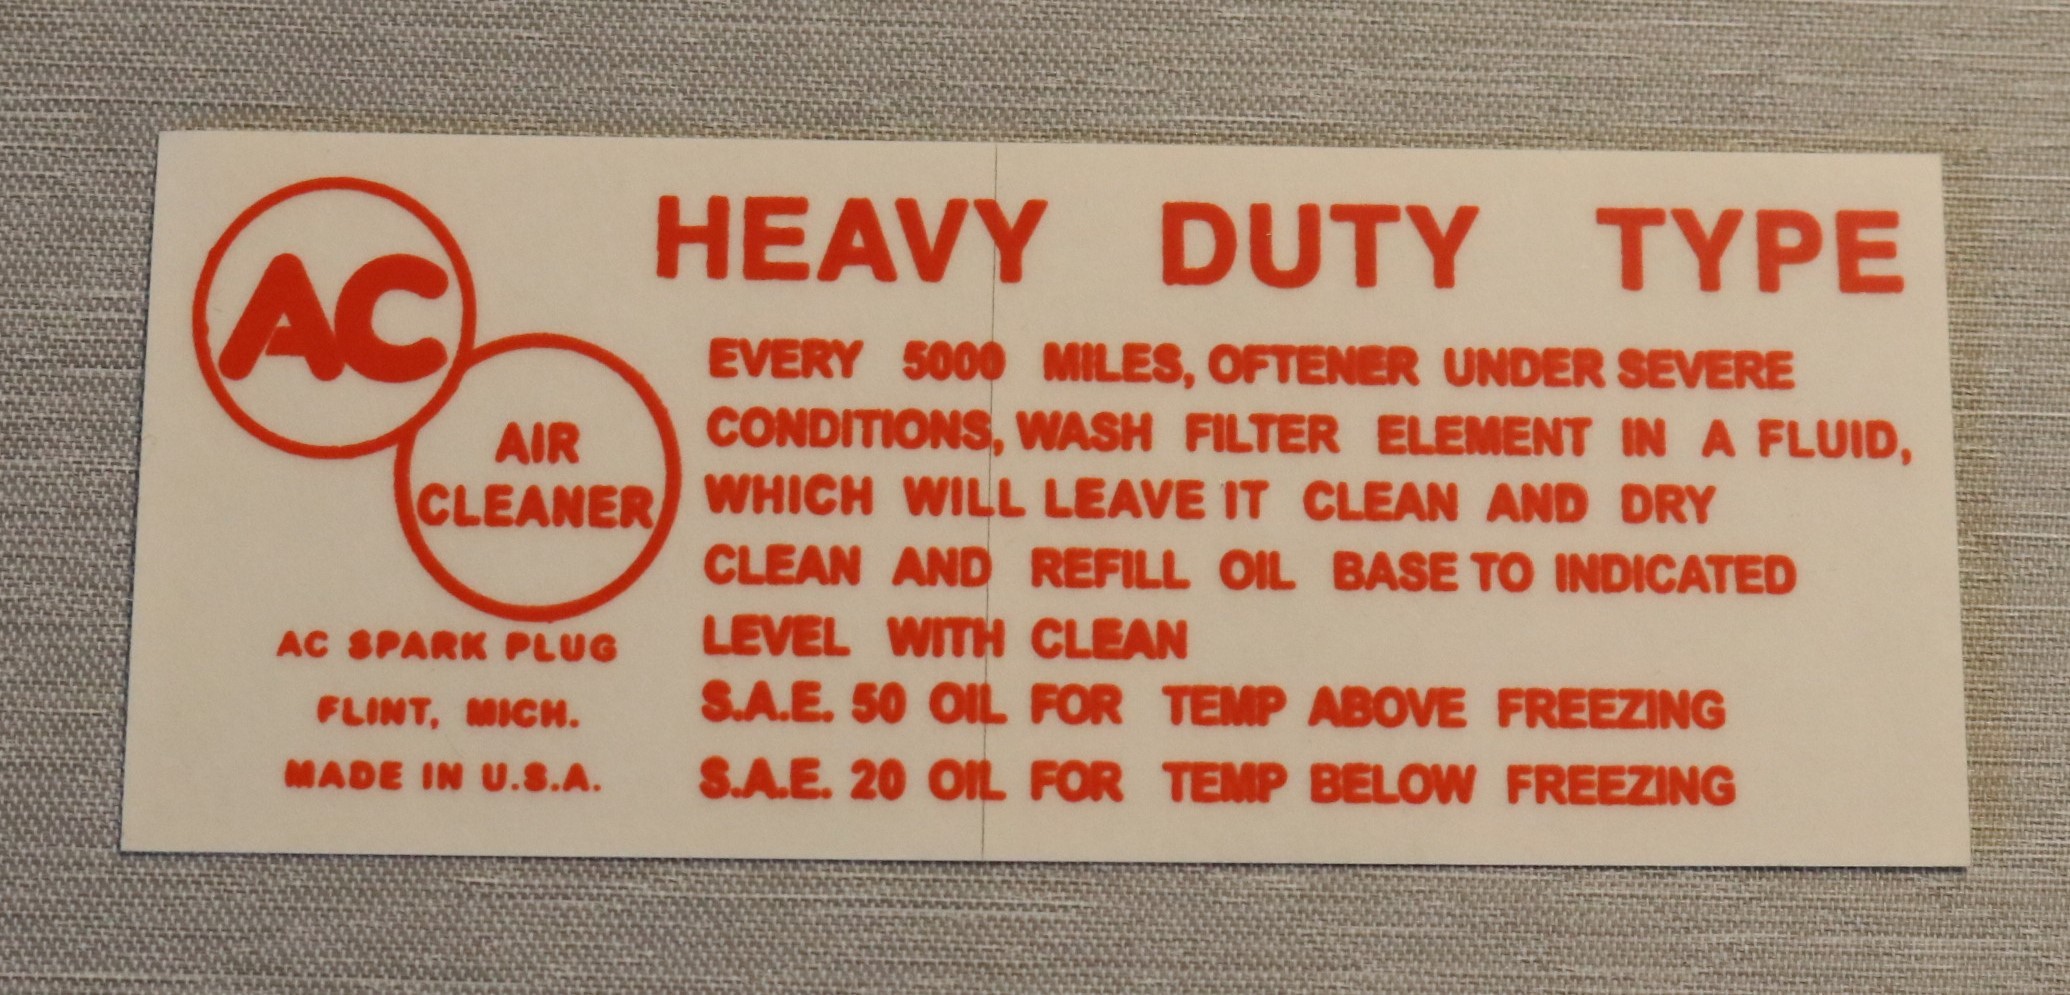 AC
AIR
CLEANER
AC SPARK PLUG
FLINT, MICH.
MADE IN U.S.A.
HEAVY DUTY TYPE
EVERY 5000 MILES, OFTENER UNDER SEVERE
CONDITIONS, WASH FILTER ELEMENT IN A FLUID,
WHICH WILL LEAVE IT CLEAN AND DRY
CLEAN AND REFILL OIL BASE TO INDICATED
LEVEL WITH CLEAN
S.A.E. 50 OIL FOR TEMP ABOVE FREEZING
S.A.E. 20 OIL FOR TEMP BELOW FREEZING